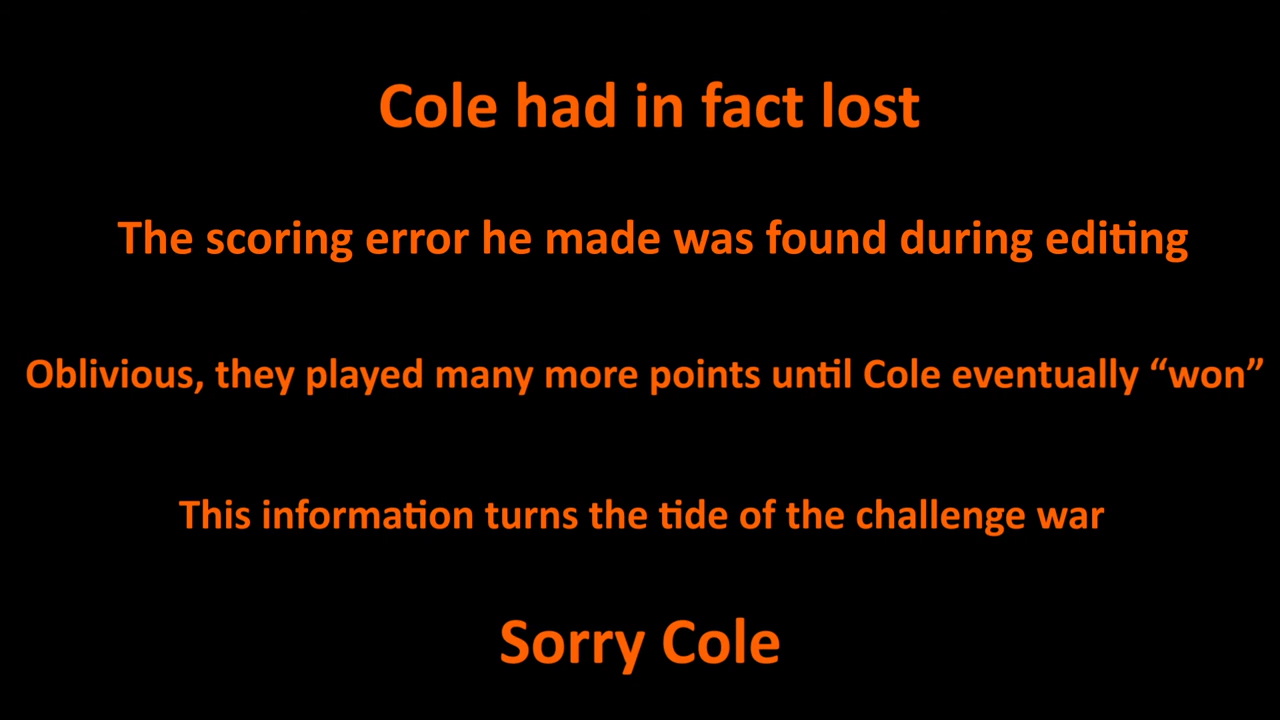 Cole had in fact lost
The scoring error he made was found during editing
Oblivious, they played many more points until Cole eventually “won”
This information turns the tide of the challenge war
Sorry Cole